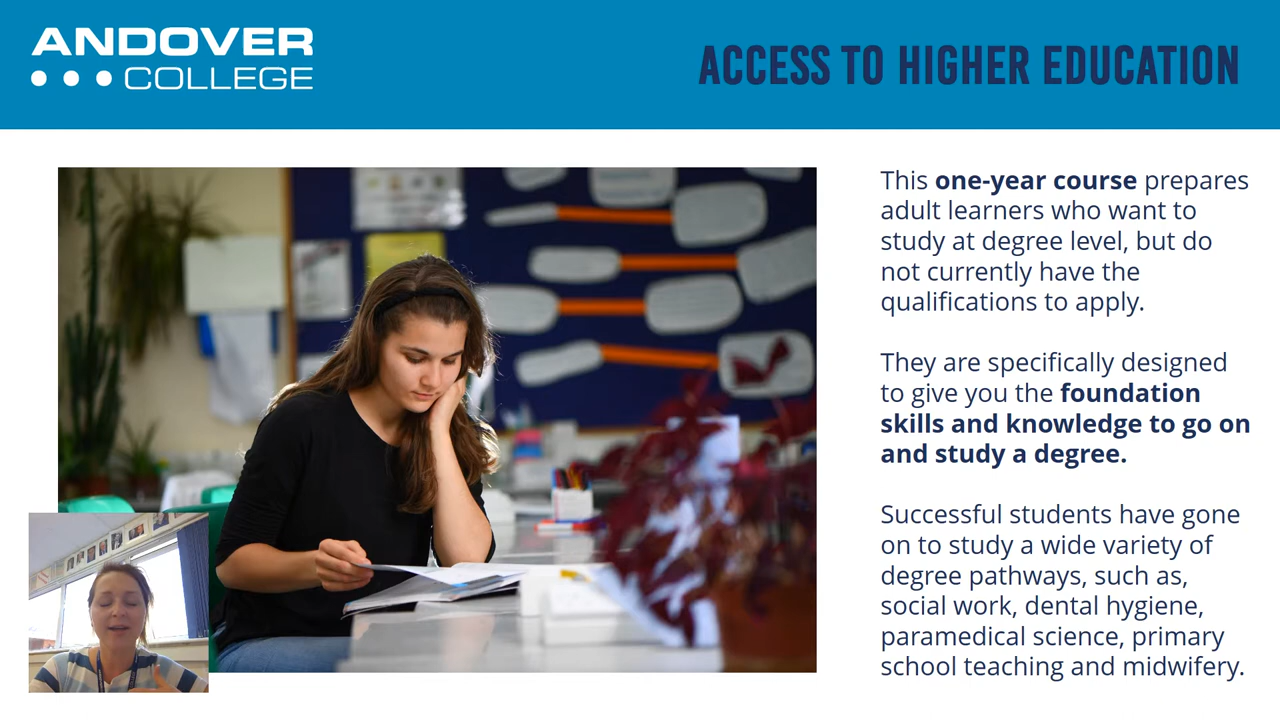 ANDOVER
COLLEGE
ACCESS TO HIGHER EDUCATION
This one-year course prepares
adult learners who want to
study at degree level, but do
not currently have the
qualifications to apply.
They are specifically designed
to give you the foundation
skills and knowledge to go on
and study a degree.
Successful students have gone
on to study a wide variety of
degree pathways, such as,
social work, dental hygiene,
paramedical science, primary
school teaching and midwifery.